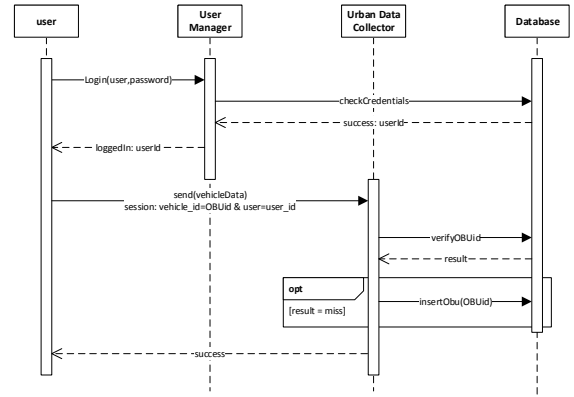 user
User
Manager
Urban Data
Collector
Database
Login(user,password)
checkCredentials
success: userId
loggedIn: userId
send(vehicleData)
session: vehicle_id=OBUid & user=user_id
verifyOBUid
result
opt
[result = miss]
insertObu(OBUid)
success